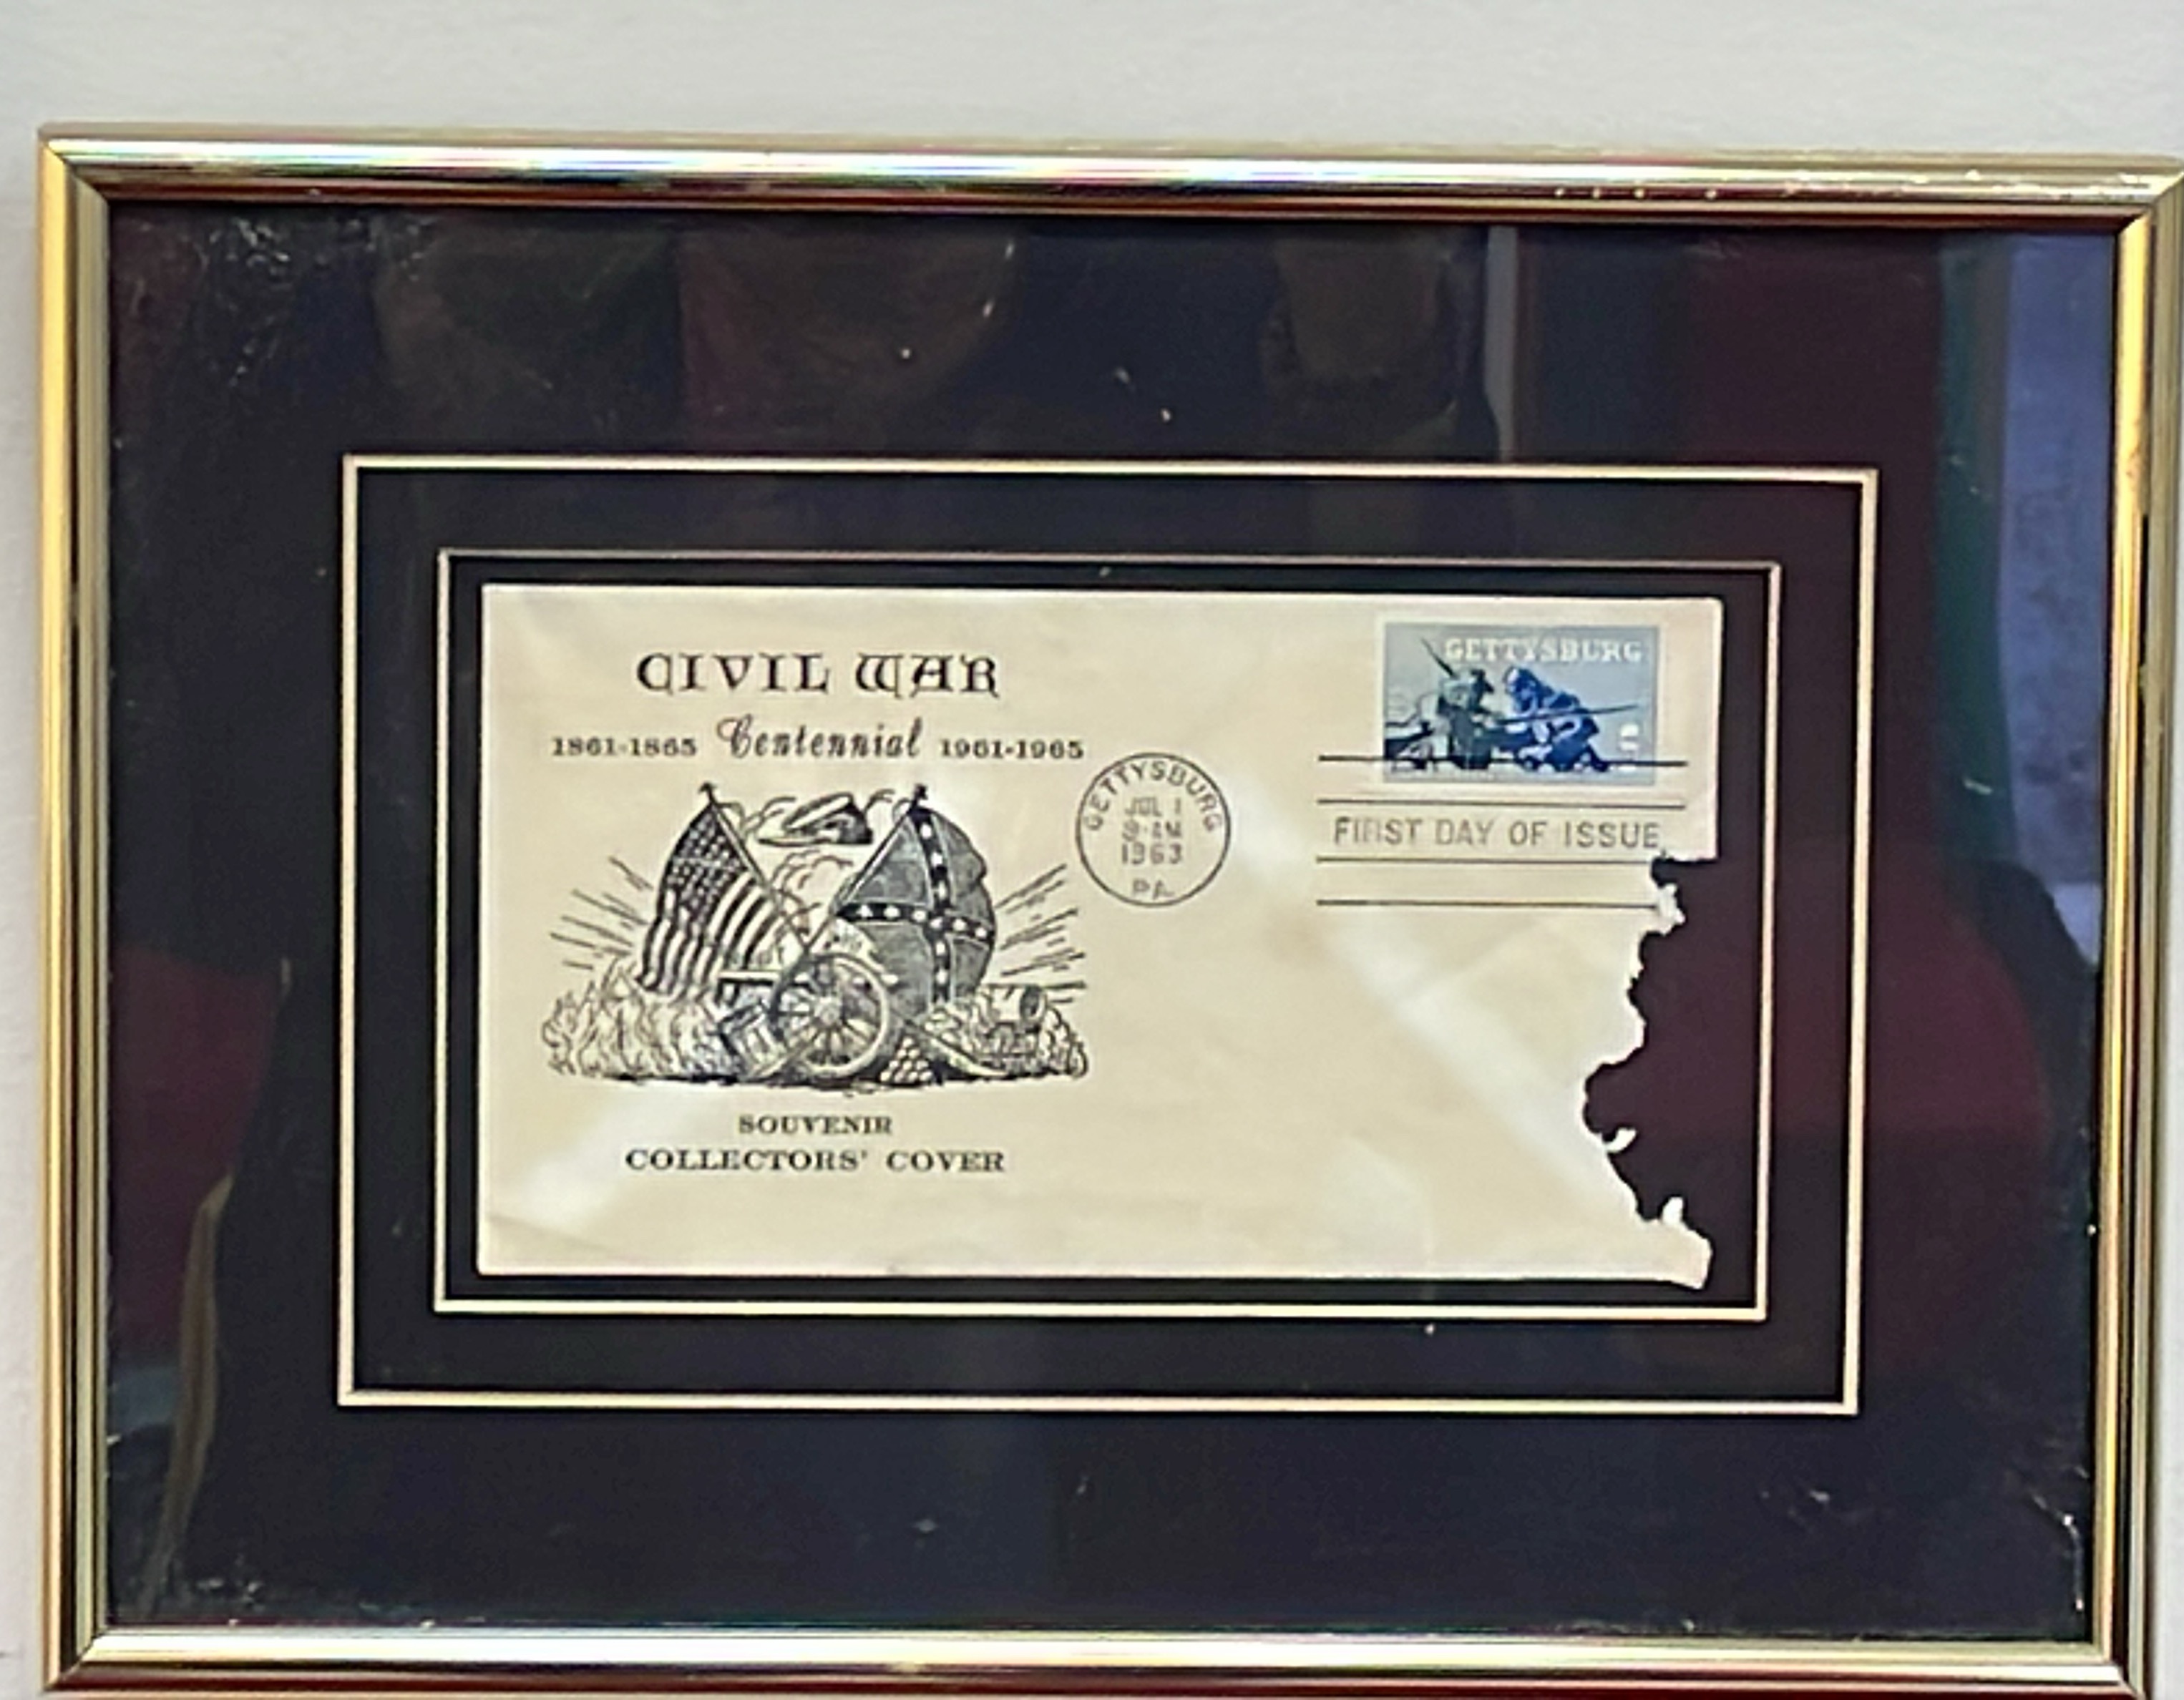 CIVIL WAR
1861-1865 Centennial 1961-1965
GETTYSBURG
GETTYSBURG
JUL 1
9-AM
1963
PA.
FIRST DAY OF ISSUE
SOUVENIR
COLLECTORS' COVER